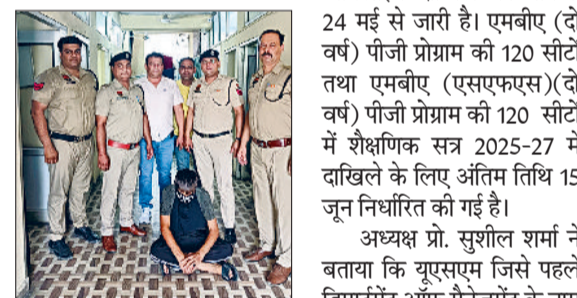 24 मई से जारी है। एमबीए (दो
वर्ष) पीजी प्रोग्राम की 120 सीटों
तथा एमबीए (एसएफएस)(दो
वर्ष) पीजी प्रोग्राम की 120 सीटों
में शैक्षणिक सत्र 2025-27 में
दाखिले के लिए अंतिम तिथि 15
जून निर्धारित की गई है।
अध्यक्ष प्रो. सुशील शर्मा ने
बताया कि यूएसएम जिसे पहले